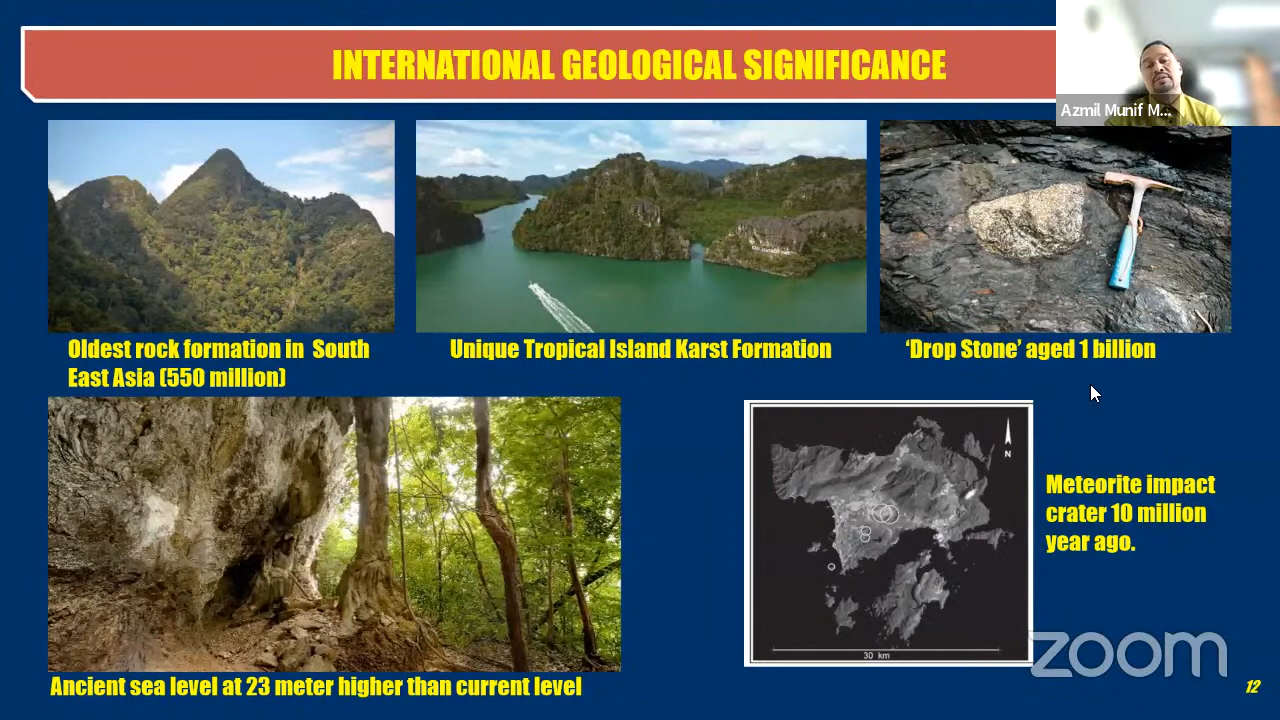 INTERNATIONAL GEOLOGICAL SIGNIFICANCE
Azmil Munif M...
Oldest rock formation in South
East Asia (550 million)
Unique Tropical Island Karst Formation
‘Drop Stone’ aged 1 billion
N
30 km
Meteorite impact
crater 10 million
year ago.
Ancient sea level at 23 meter higher than current level
zoom
12